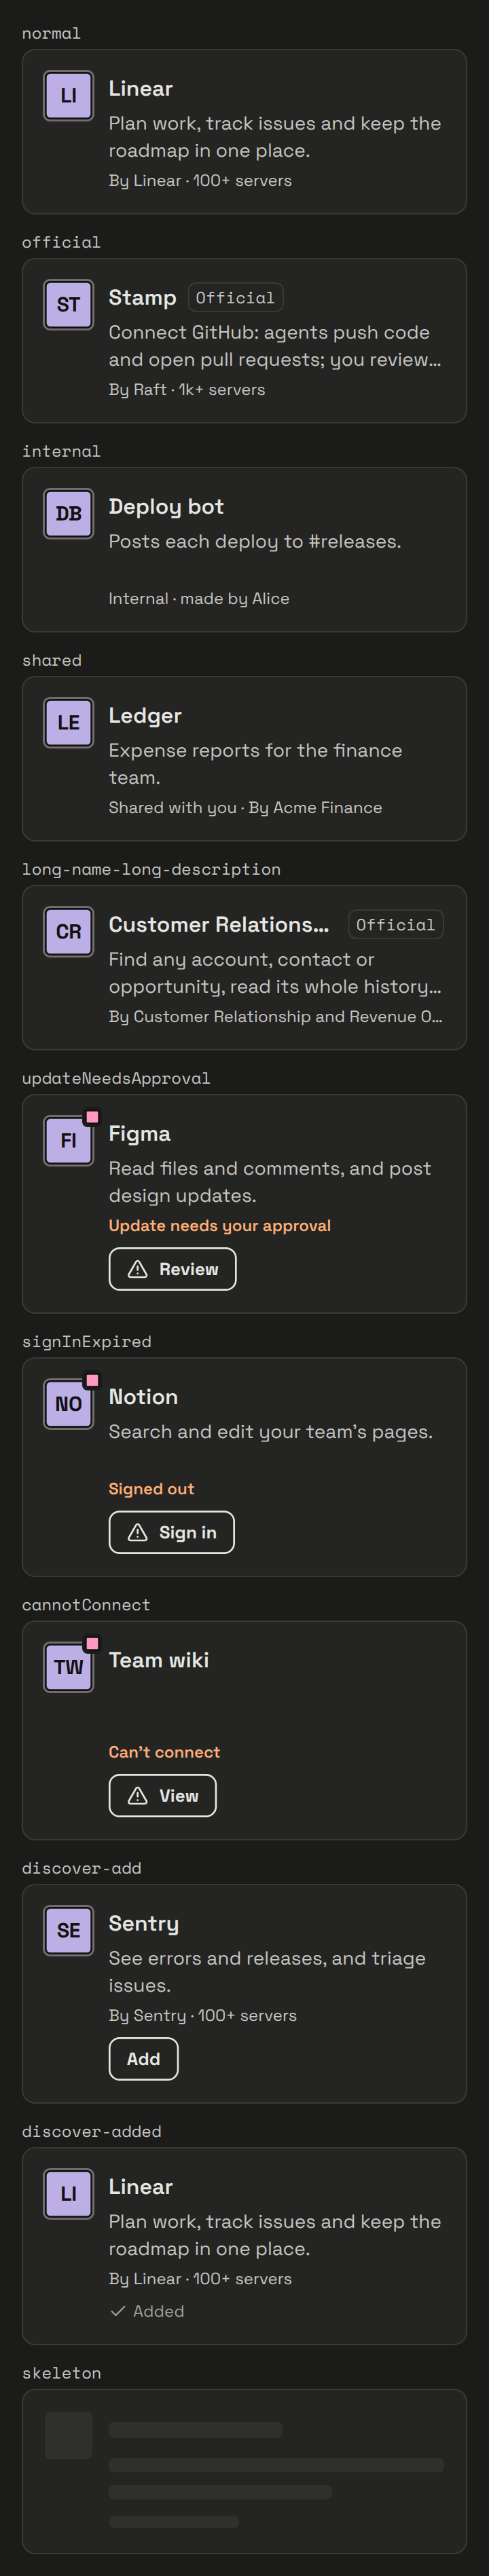 normal
LI
Linear
Plan work, track issues and keep the
roadmap in one place.
By Linear · 100+ servers
official
ST
Stamp
Official
Connect GitHub: agents push code
and open pull requests; you review…
By Raft · 1k+ servers
internal
DB
Deploy bot
Posts each deploy to #releases.
Internal · made by Alice
shared
LE
Ledger
Expense reports for the finance
team.
Shared with you · By Acme Finance
long-name-long-description
CR
Customer Relations…
Official
Find any account, contact or
opportunity, read its whole history…
By Customer Relationship and Revenue O…
updateNeedsApproval
FI
Figma
Read files and comments, and post
design updates.
Update needs your approval
Review
signInExpired
NO
Notion
Search and edit your team’s pages.
Signed out
Sign in
cannotConnect
TW
Team wiki
Can’t connect
View
discover-add
SE
Sentry
See errors and releases, and triage
issues.
By Sentry · 100+ servers
Add
discover-added
LI
Linear
Plan work, track issues and keep the
roadmap in one place.
By Linear · 100+ servers
Added
skeleton